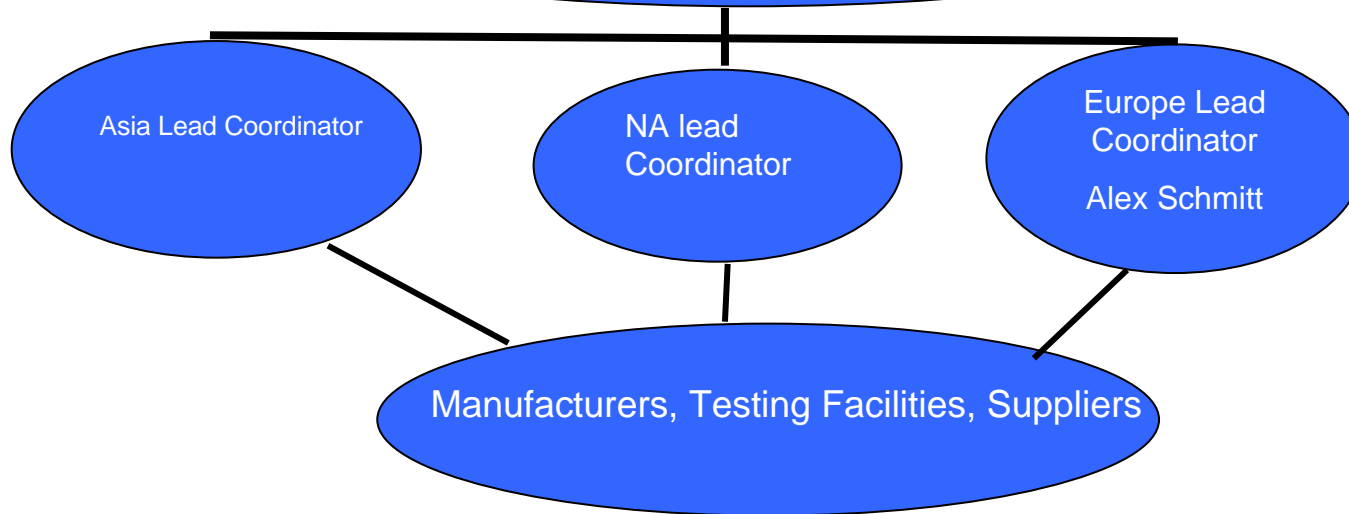 Asia Lead Coordinator
NA lead
Coordinator
Europe Lead
Coordinator
Alex Schmitt
Manufacturers, Testing Facilities, Suppliers